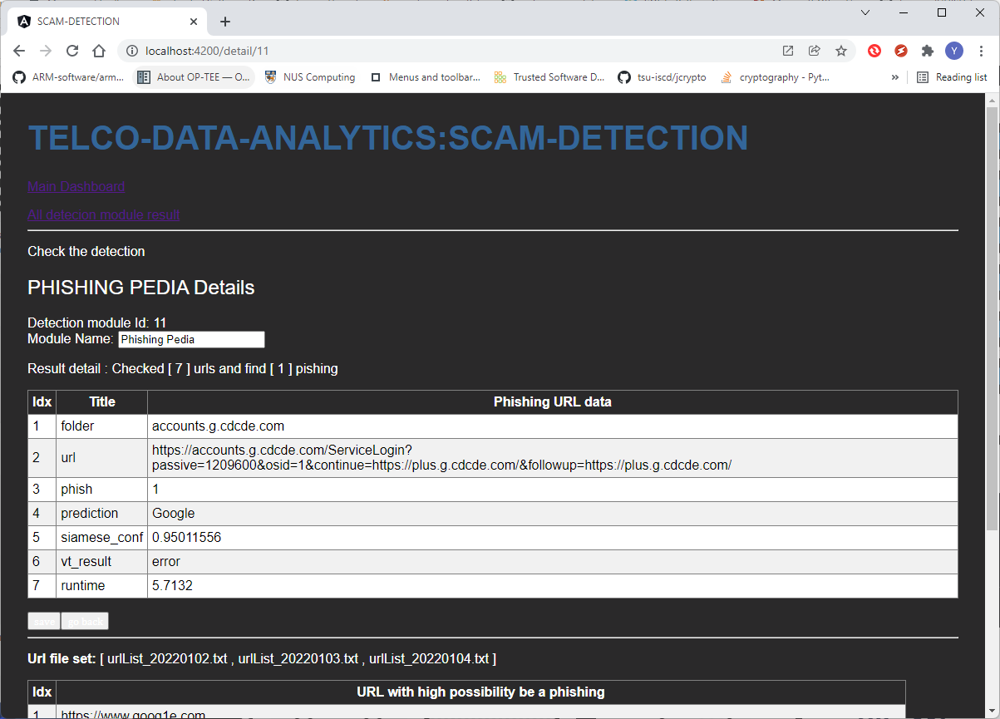 SCAM-DETECTION
localhost:4200/detail/11
Y
ARM-software/arm... About OP-TEE — O... NUS Computing Menus and toolbar... Trusted Software D... tsu-iscd/jcrypto cryptography - Pyt... » Reading list
TELCO-DATA-ANALYTICS:SCAM-DETECTION
Main Dashboard
All detecion module result
Check the detection
PHISHING PEDIA Details
Detection module Id: 11
Module Name: Phishing Pedia
Result detail : Checked [ 7 ] urls and find [ 1 ] pishing
Idx Title Phishing URL data
1 folder accounts.g.cdcde.com
2 url https://accounts.g.cdcde.com/ServiceLogin?
passive=1209600&osid=1&continue=https://plus.g.cdcde.com/&followup=https://plus.g.cdcde.com/
3 phish 1
4 prediction Google
5 siamese_conf 0.95011556
6 vt_result error
7 runtime 5.7132
save go back
Url file set: [ urlList_20220102.txt , urlList_20220103.txt , urlList_20220104.txt ]
Idx URL with high possibility be a phishing
1 https://www.goog1e.com